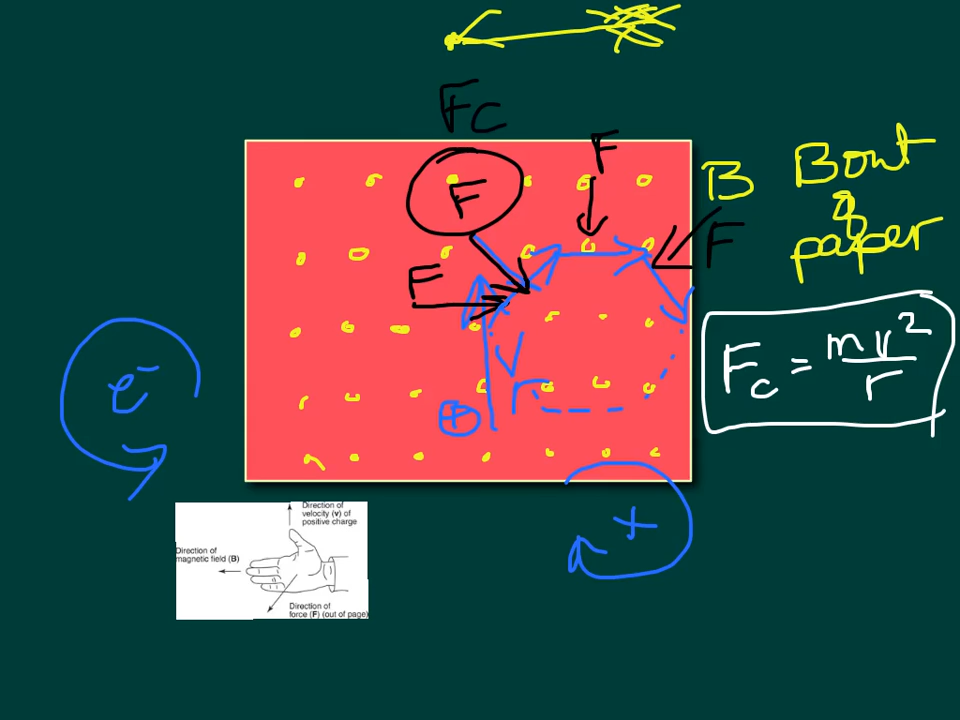 Fc
F
F
F
F
B
B out
of
paper
Fc = mv²/r
e⁻
V
r
+
+
Direction of
velocity (v) of
positive charge
Direction of
magnetic field (B)
Direction of
force (F) (out of page)